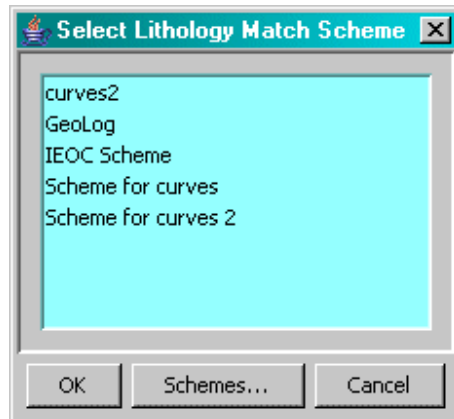 Select Lithology Match Scheme
curves2
GeoLog
IEOC Scheme
Scheme for curves
Scheme for curves 2
OK Schemes... Cancel